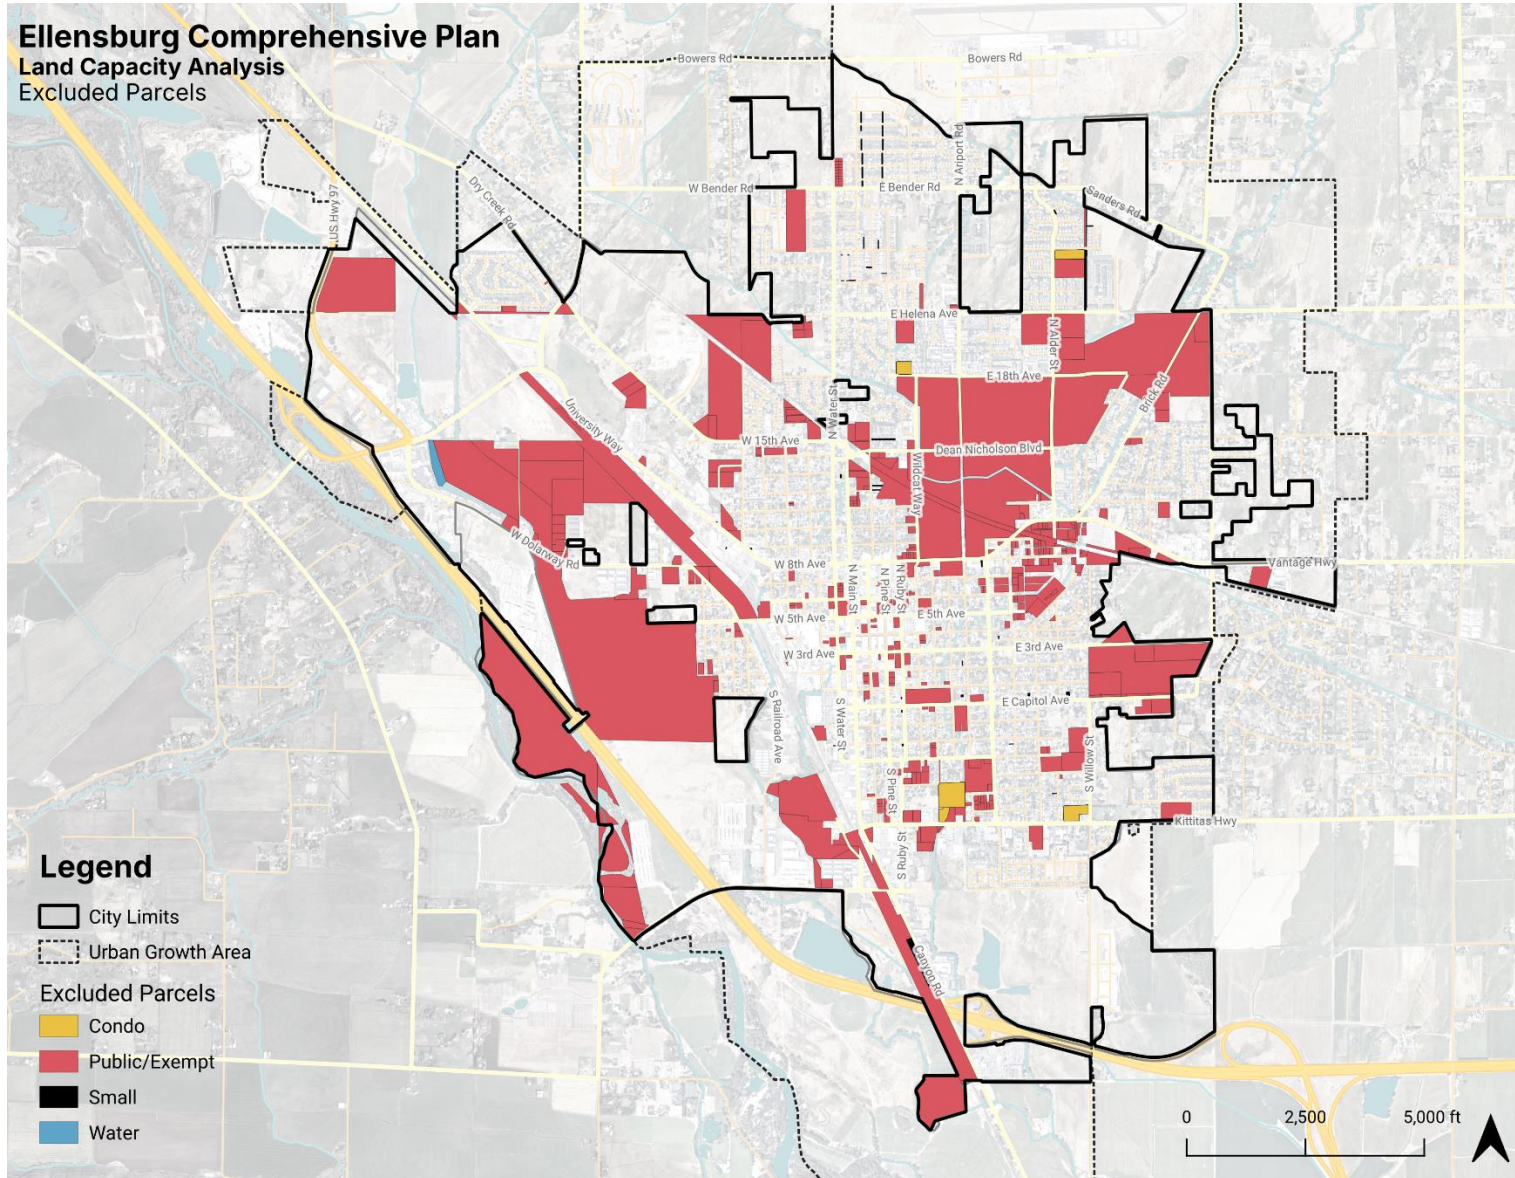 Ellensburg Comprehensive Plan
Land Capacity Analysis
Excluded Parcels
Bowers Rd
Bowers Rd
N Ariport Rd
US Hwy 97
Dry Creek Rd
W Bender Rd
E Bender Rd
Sanders Rd
E Helena Ave
N Alder St
E 18th Ave
Brick Rd
University Way
N Water St
W 15th Ave
Dean Nicholson Blvd
Wildcat Way
W Dolarway Rd
W 8th Ave
Vantage Hwy
N Main St
N Pine St
N Ruby St
W 5th Ave
E 5th Ave
W 3rd Ave
E 3rd Ave
S Railroad Ave
S Water St
E Capitol Ave
S Willow St
S Pine St
Kittitas Hwy
S Ruby St
Canyon Rd
Legend
City Limits
Urban Growth Area
Excluded Parcels
Condo
Public/Exempt
Small
Water
0 2,500 5,000 ft